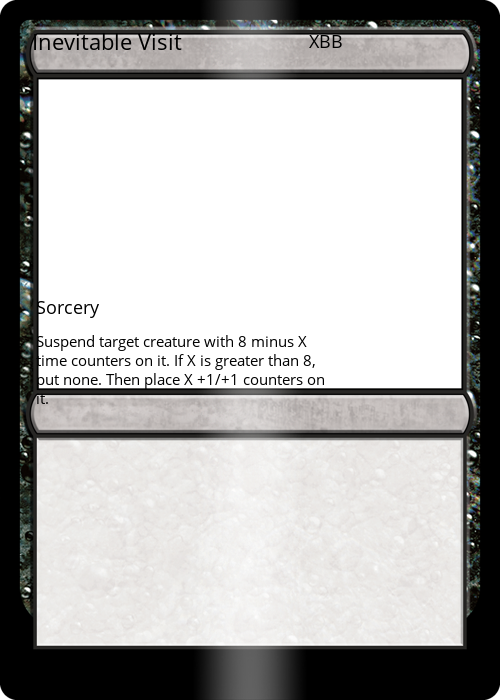 Inevitable Visit XBB
Sorcery
Suspend target creature with 8 minus X
time counters on it. If X is greater than 8,
put none. Then place X +1/+1 counters on
it.